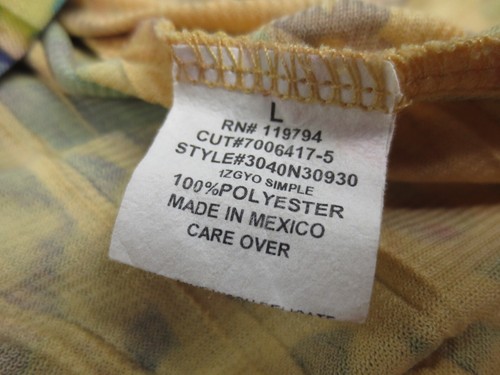 L
RN# 119794
CUT#7006417-5
STYLE#3040N30930
1ZGYO SIMPLE
100%POLYESTER
MADE IN MEXICO
CARE OVER